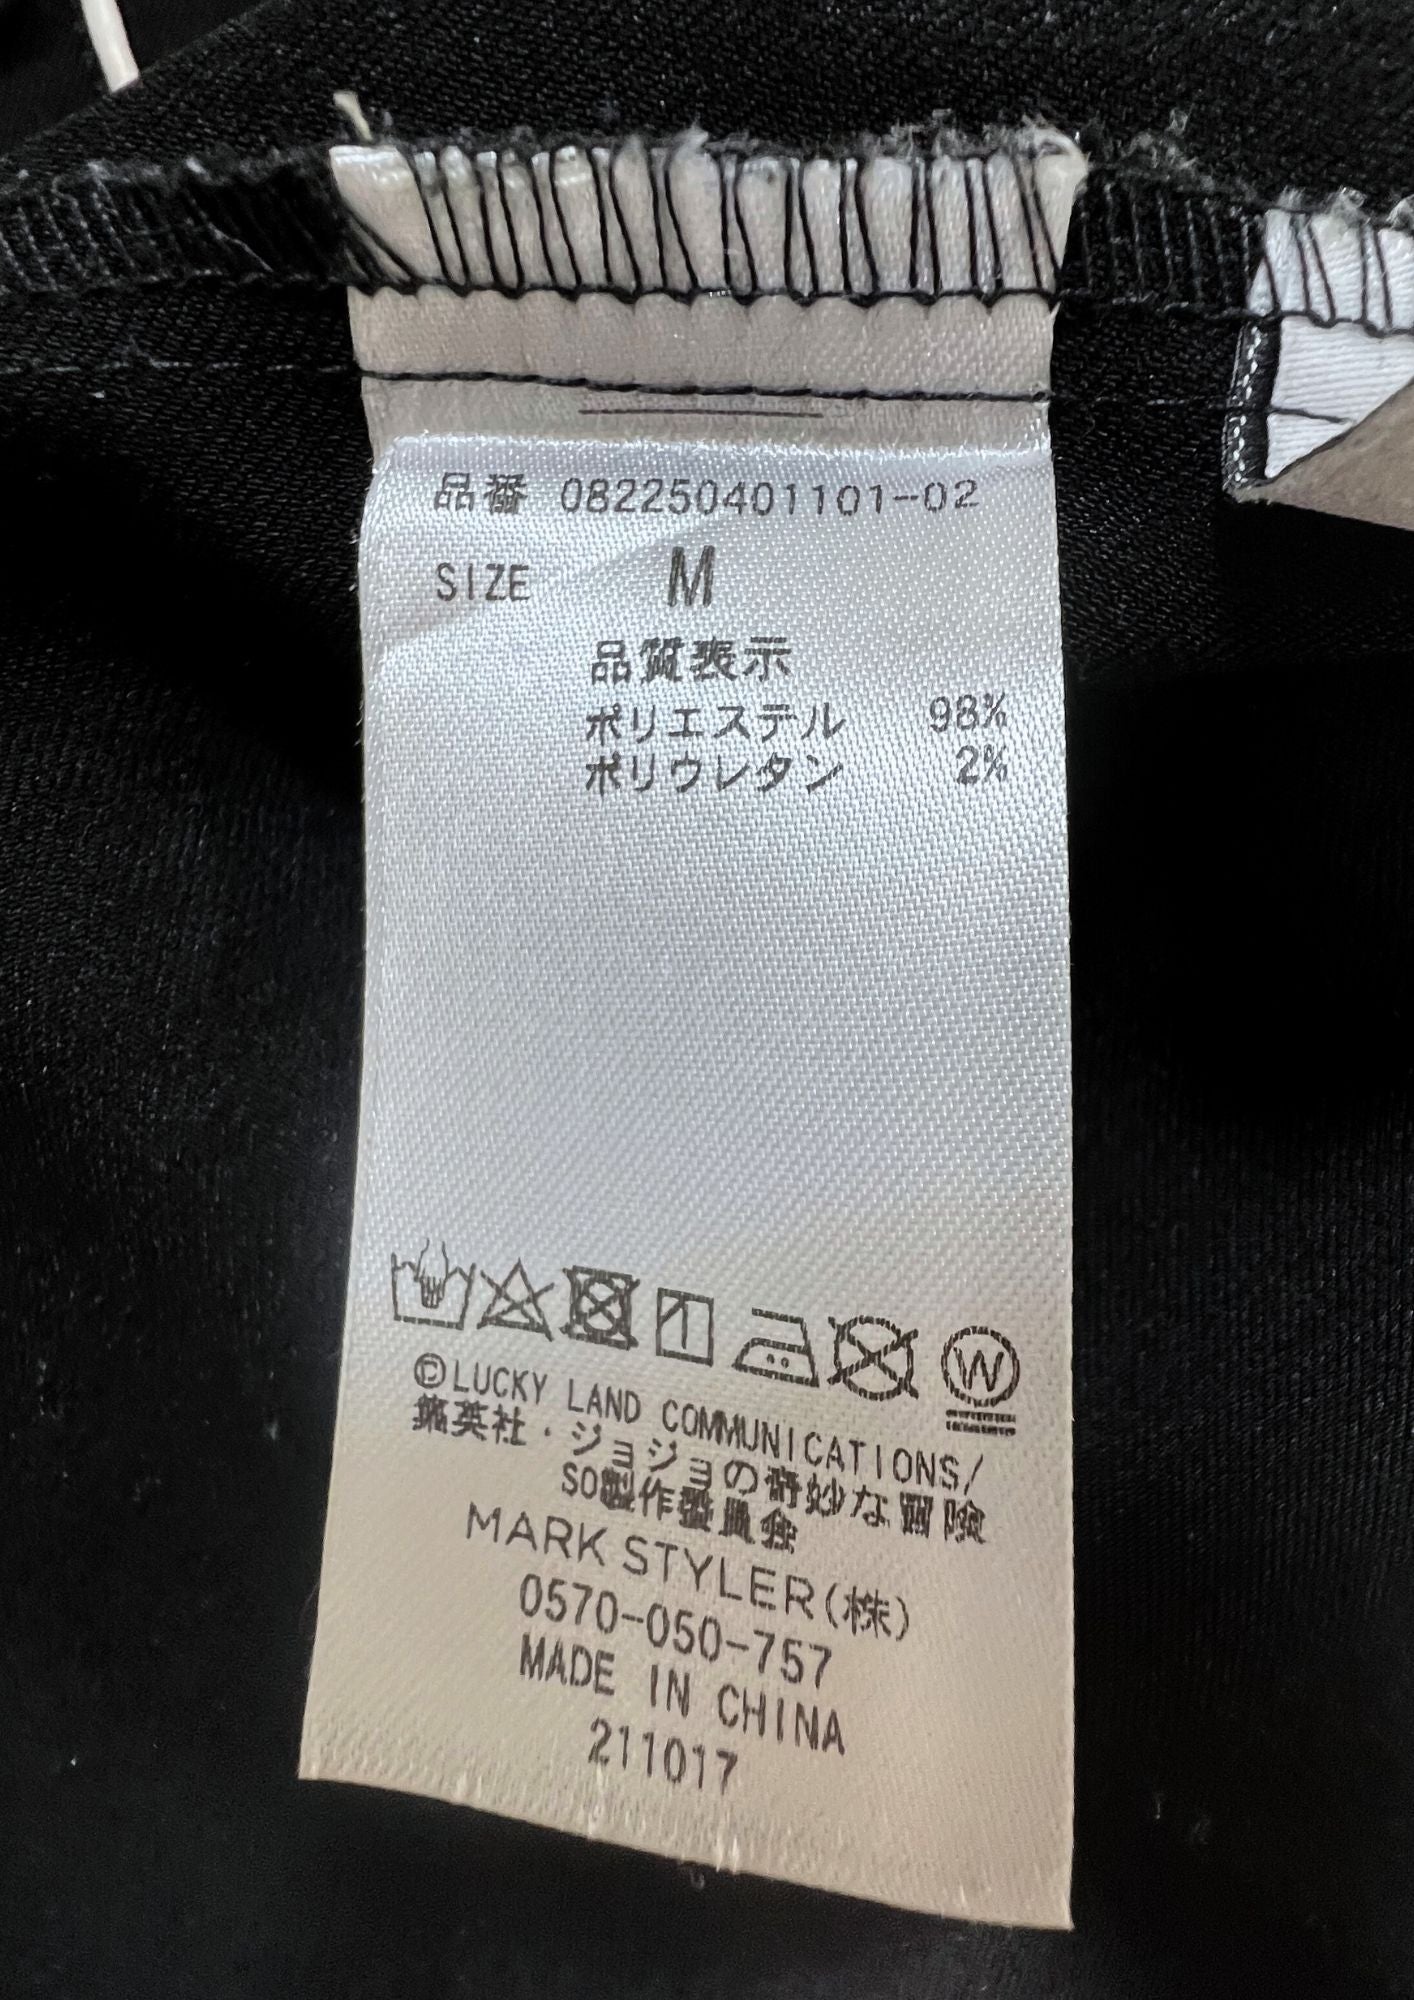 品番 082250401101-02
SIZE M
品質表示
ポリエステル 98%
ポリウレタン 2%
W
©LUCKY LAND COMMUNICATIONS/
集英社・ジョジョの奇妙な冒険
SO製作委員会
MARK STYLER(株)
0570-050-757
MADE IN CHINA
211017